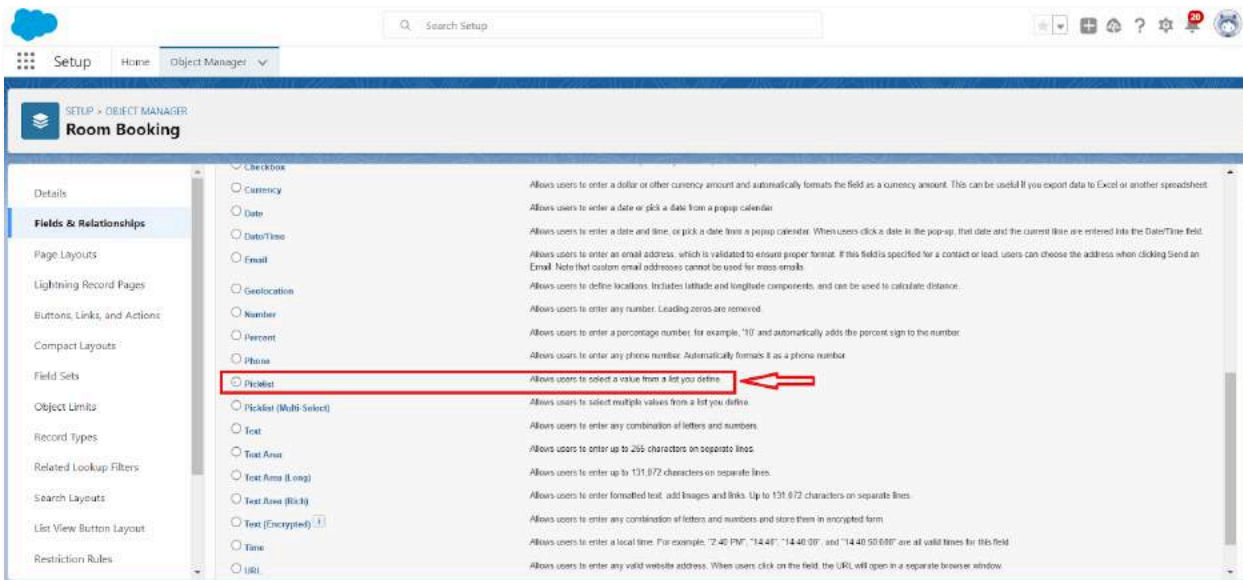 Search Setup
20
Setup Home Object Manager
SETUP > OBJECT MANAGER
Room Booking
Details
Fields & Relationships
Page Layouts
Lightning Record Pages
Buttons, Links, and Actions
Compact Layouts
Field Sets
Object Limits
Record Types
Related Lookup Filters
Search Layouts
List View Button Layout
Restriction Rules
Checkbox
Currency Allows users to enter a dollar or other currency amount and automatically formats the field as a currency amount. This can be useful if you export data to Excel or another spreadsheet.
Date Allows users to enter a date or pick a date from a popup calendar.
Date/Time Allows users to enter a date and time, or pick a date from a popup calendar. When users click a date in the pop-up, that date and the current time are entered into the Date/Time field.
Email Allows users to enter an email address, which is validated to ensure proper format. If this field is specified for a contact or lead, users can choose the address when clicking Send an
Email. Note that custom email addresses cannot be used for mass emails.
Geolocation Allows users to define locations. Includes latitude and longitude components, and can be used to calculate distance.
Number Allows users to enter any number. Leading zeros are removed.
Percent Allows users to enter a percentage number, for example, '10' and automatically adds the percent sign to the number.
Phone Allows users to enter any phone number. Automatically formats it as a phone number.
Picklist Allows users to select a value from a list you define.
Picklist (Multi-Select) Allows users to select multiple values from a list you define.
Text Allows users to enter any combination of letters and numbers.
Text Area Allows users to enter up to 255 characters on separate lines.
Text Area (Long) Allows users to enter up to 131,072 characters on separate lines.
Text Area (Rich) Allows users to enter formatted text, add images and links. Up to 131,072 characters on separate lines.
Text (Encrypted) i Allows users to enter any combination of letters and numbers and store them in encrypted form.
Time Allows users to enter a local time. For example, "2:40 PM", "14:40", "14:40:00", and "14:40:50:600" are all valid times for this field.
URL Allows users to enter any valid website address. When users click on the field, the URL will open in a separate browser window.